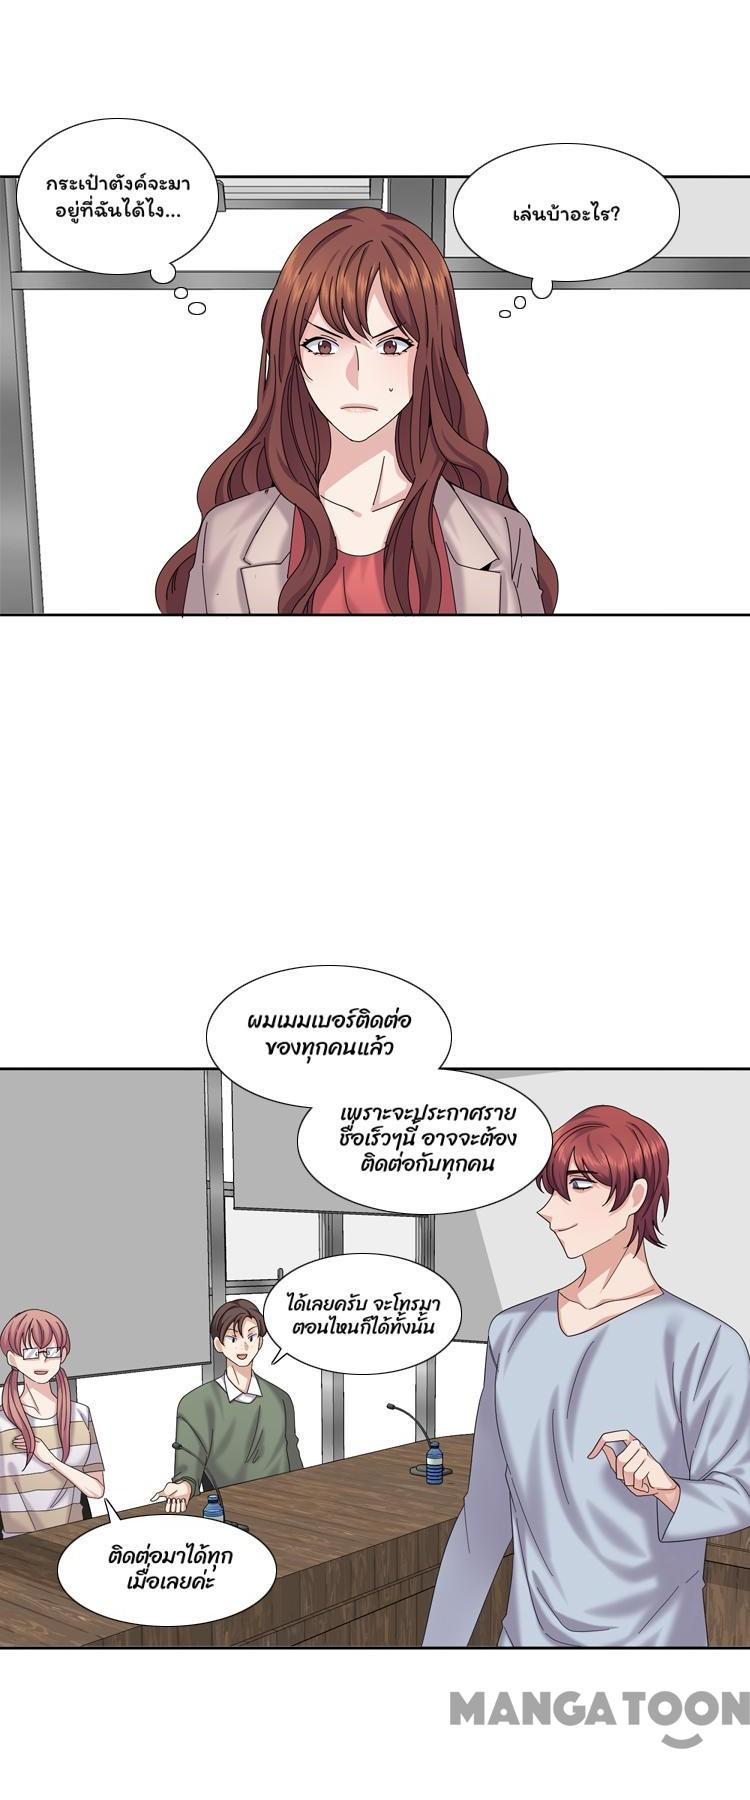 กระเป๋าตังค์จะมา
อยู่ที่ฉันได้ไง...
เล่นบ้าอะไร?
ผมเมมเบอร์ติดต่อ
ของทุกคนแล้ว
เพราะจะประกาศราย
ชื่อเร็วๆนี้ อาจจะต้อง
ติดต่อกับทุกคน
ได้เลยครับ จะโทรมา
ตอนไหนก็ได้ทั้งนั้น
ติดต่อมาได้ทุก
เมื่อเลยค่ะ
MANGATOON